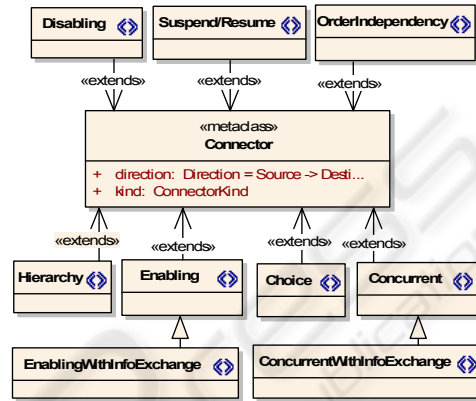 Disabling
Suspend/Resume
OrderIndependency
«extends»
«extends»
«extends»
«metaclass»
Connector
+ direction: Direction = Source -> Desti...
+ kind: ConnectorKind
«extends»
«extends»
«extends»
«extends»
Hierarchy
Enabling
Choice
Concurrent
EnablingWithInfoExchange
ConcurrentWithInfoExchange